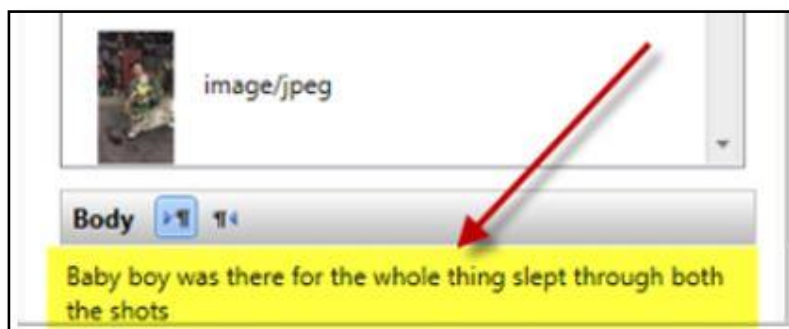 image/jpeg
Body
Baby boy was there for the whole thing slept through both
the shots